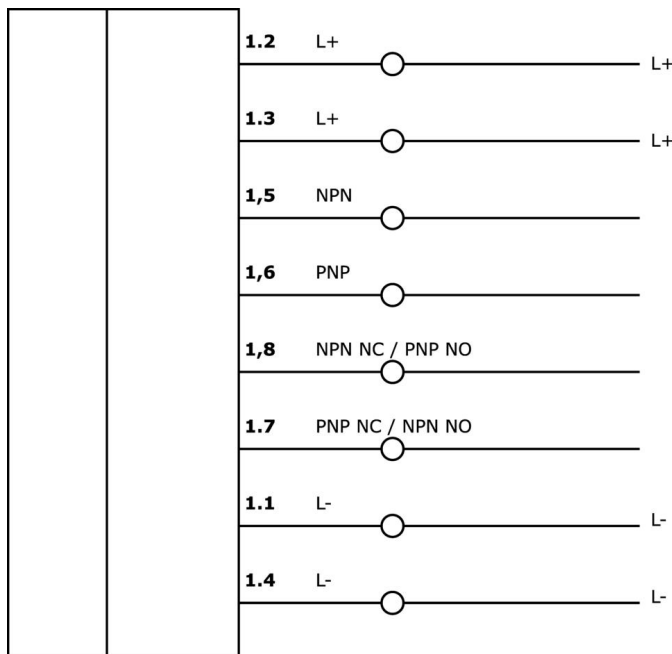 1.2 L+
L+
1.3 L+
L+
1,5 NPN
1,6 PNP
1,8 NPN NC / PNP NO
1.7 PNP NC / NPN NO
1.1 L-
L-
1.4 L-
L-